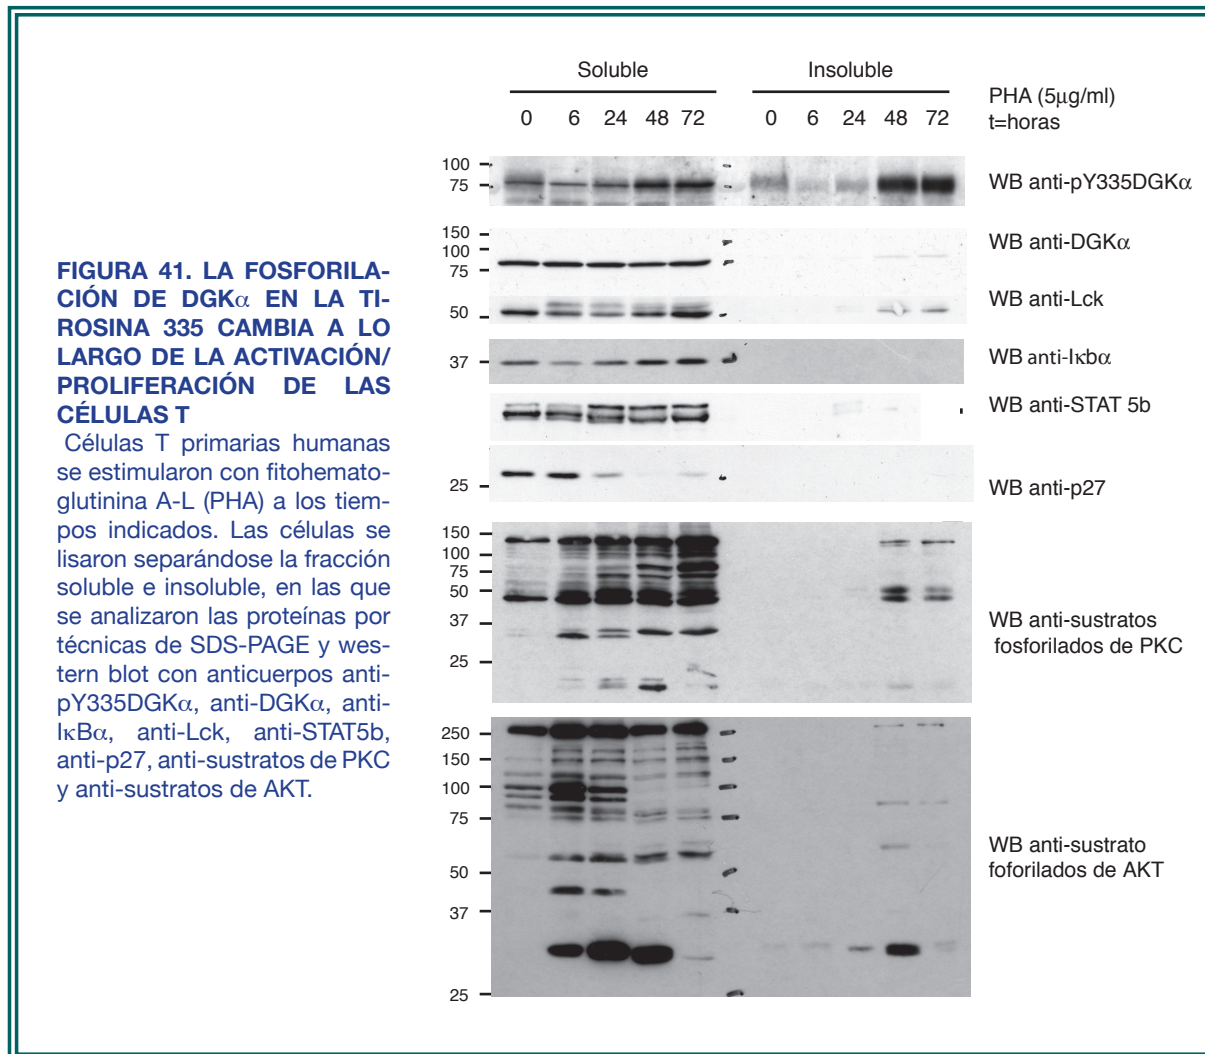 Soluble
Insoluble
0 6 24 48 72
0 6 24 48 72
PHA (5µg/ml)
t=horas
100
75
WB anti-pY335DGKα
150
100
75
WB anti-DGKα
50
WB anti-Lck
37
WB anti-Iκbα
WB anti-STAT 5b
25
WB anti-p27
150
100
75
50
37
25
WB anti-sustratos
fosforilados de PKC
250
150
100
75
50
37
25
WB anti-sustrato
foforilados de AKT
FIGURA 41. LA FOSFORILA-
CIÓN DE DGKα EN LA TI-
ROSINA 335 CAMBIA A LO
LARGO DE LA ACTIVACIÓN/
PROLIFERACIÓN DE LAS
CÉLULAS T
Células T primarias humanas
se estimularon con fitohemato-
glutinina A-L (PHA) a los tiem-
pos indicados. Las células se
lisaron separándose la fracción
soluble e insoluble, en las que
se analizaron las proteínas por
técnicas de SDS-PAGE y wes-
tern blot con anticuerpos anti-
pY335DGKα, anti-DGKα, anti-
IκBα, anti-Lck, anti-STAT5b,
anti-p27, anti-sustratos de PKC
y anti-sustratos de AKT.